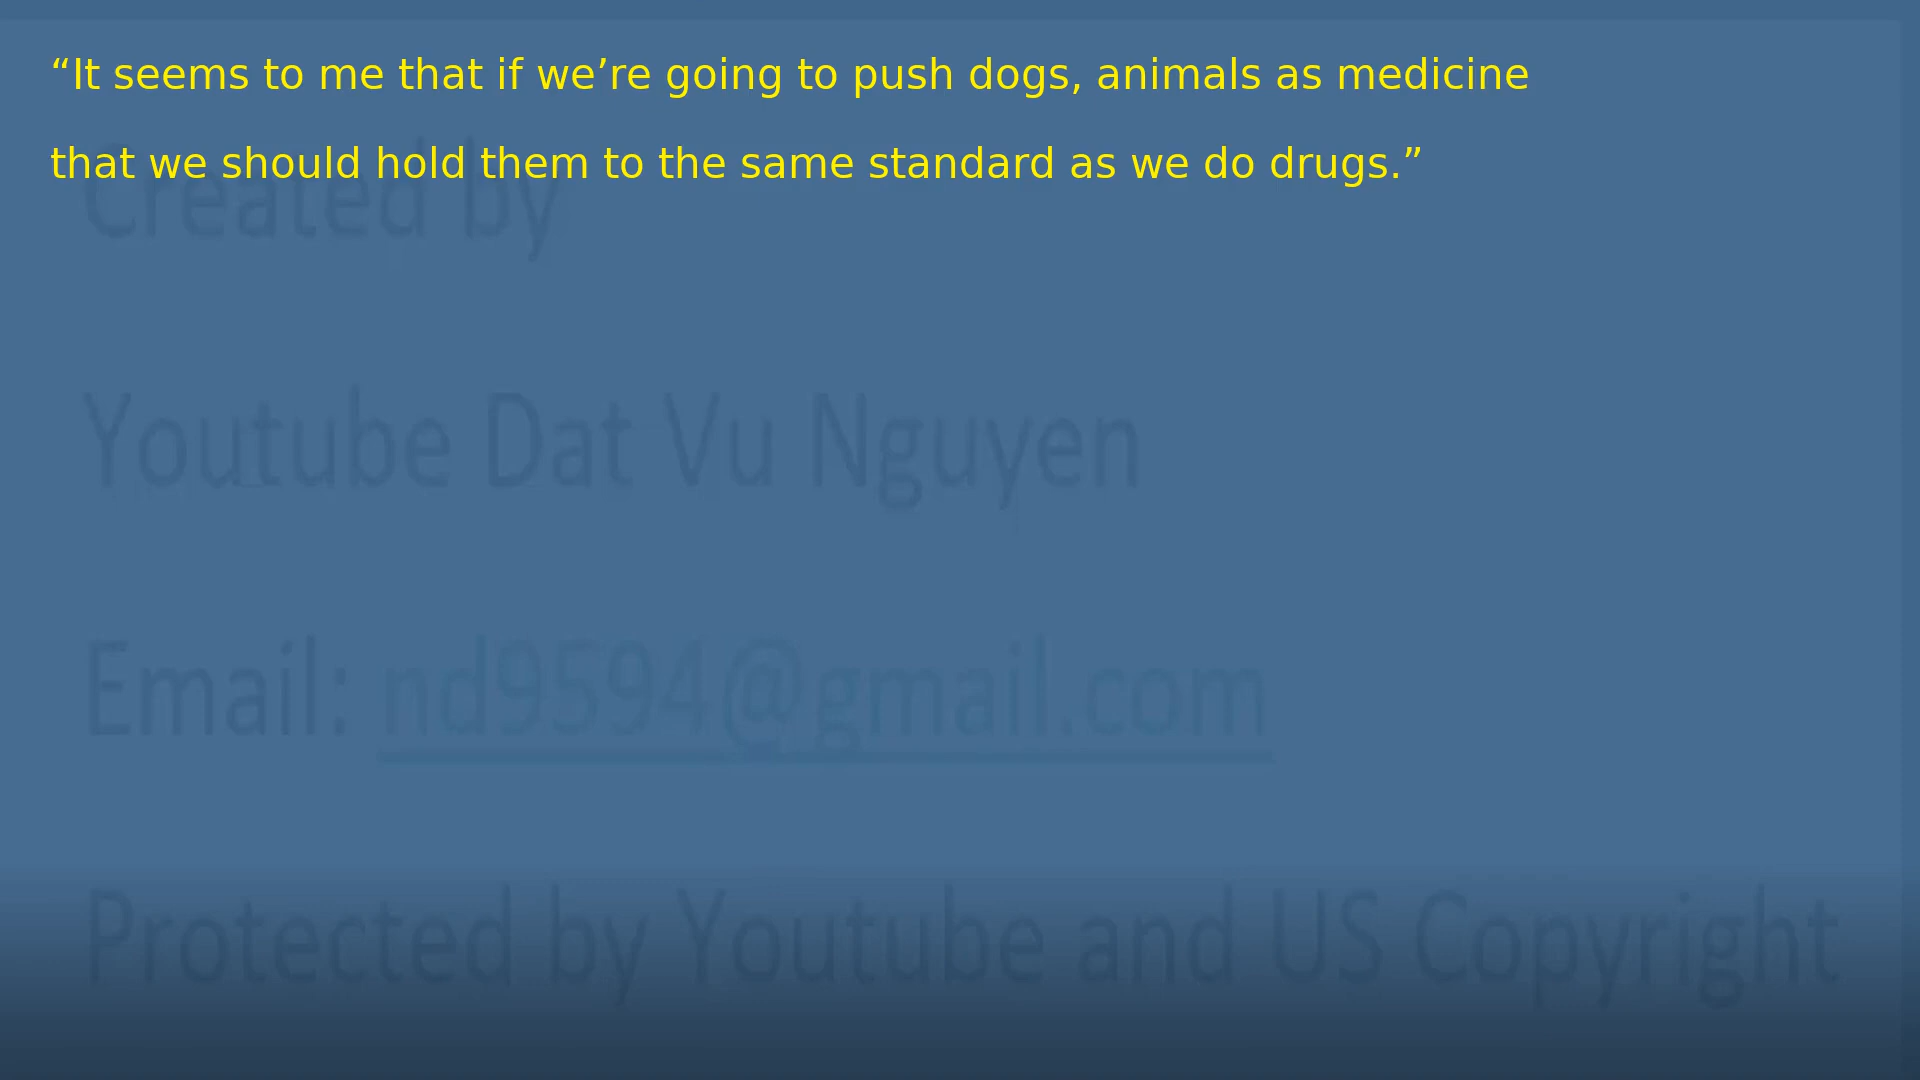 “It seems to me that if we’re going to push dogs, animals as medicine
that we should hold them to the same standard as we do drugs.”
Created by
Youtube Dat Vu Nguyen
Email: nd9594@gmail.com
Protected by Youtube and US Copyright